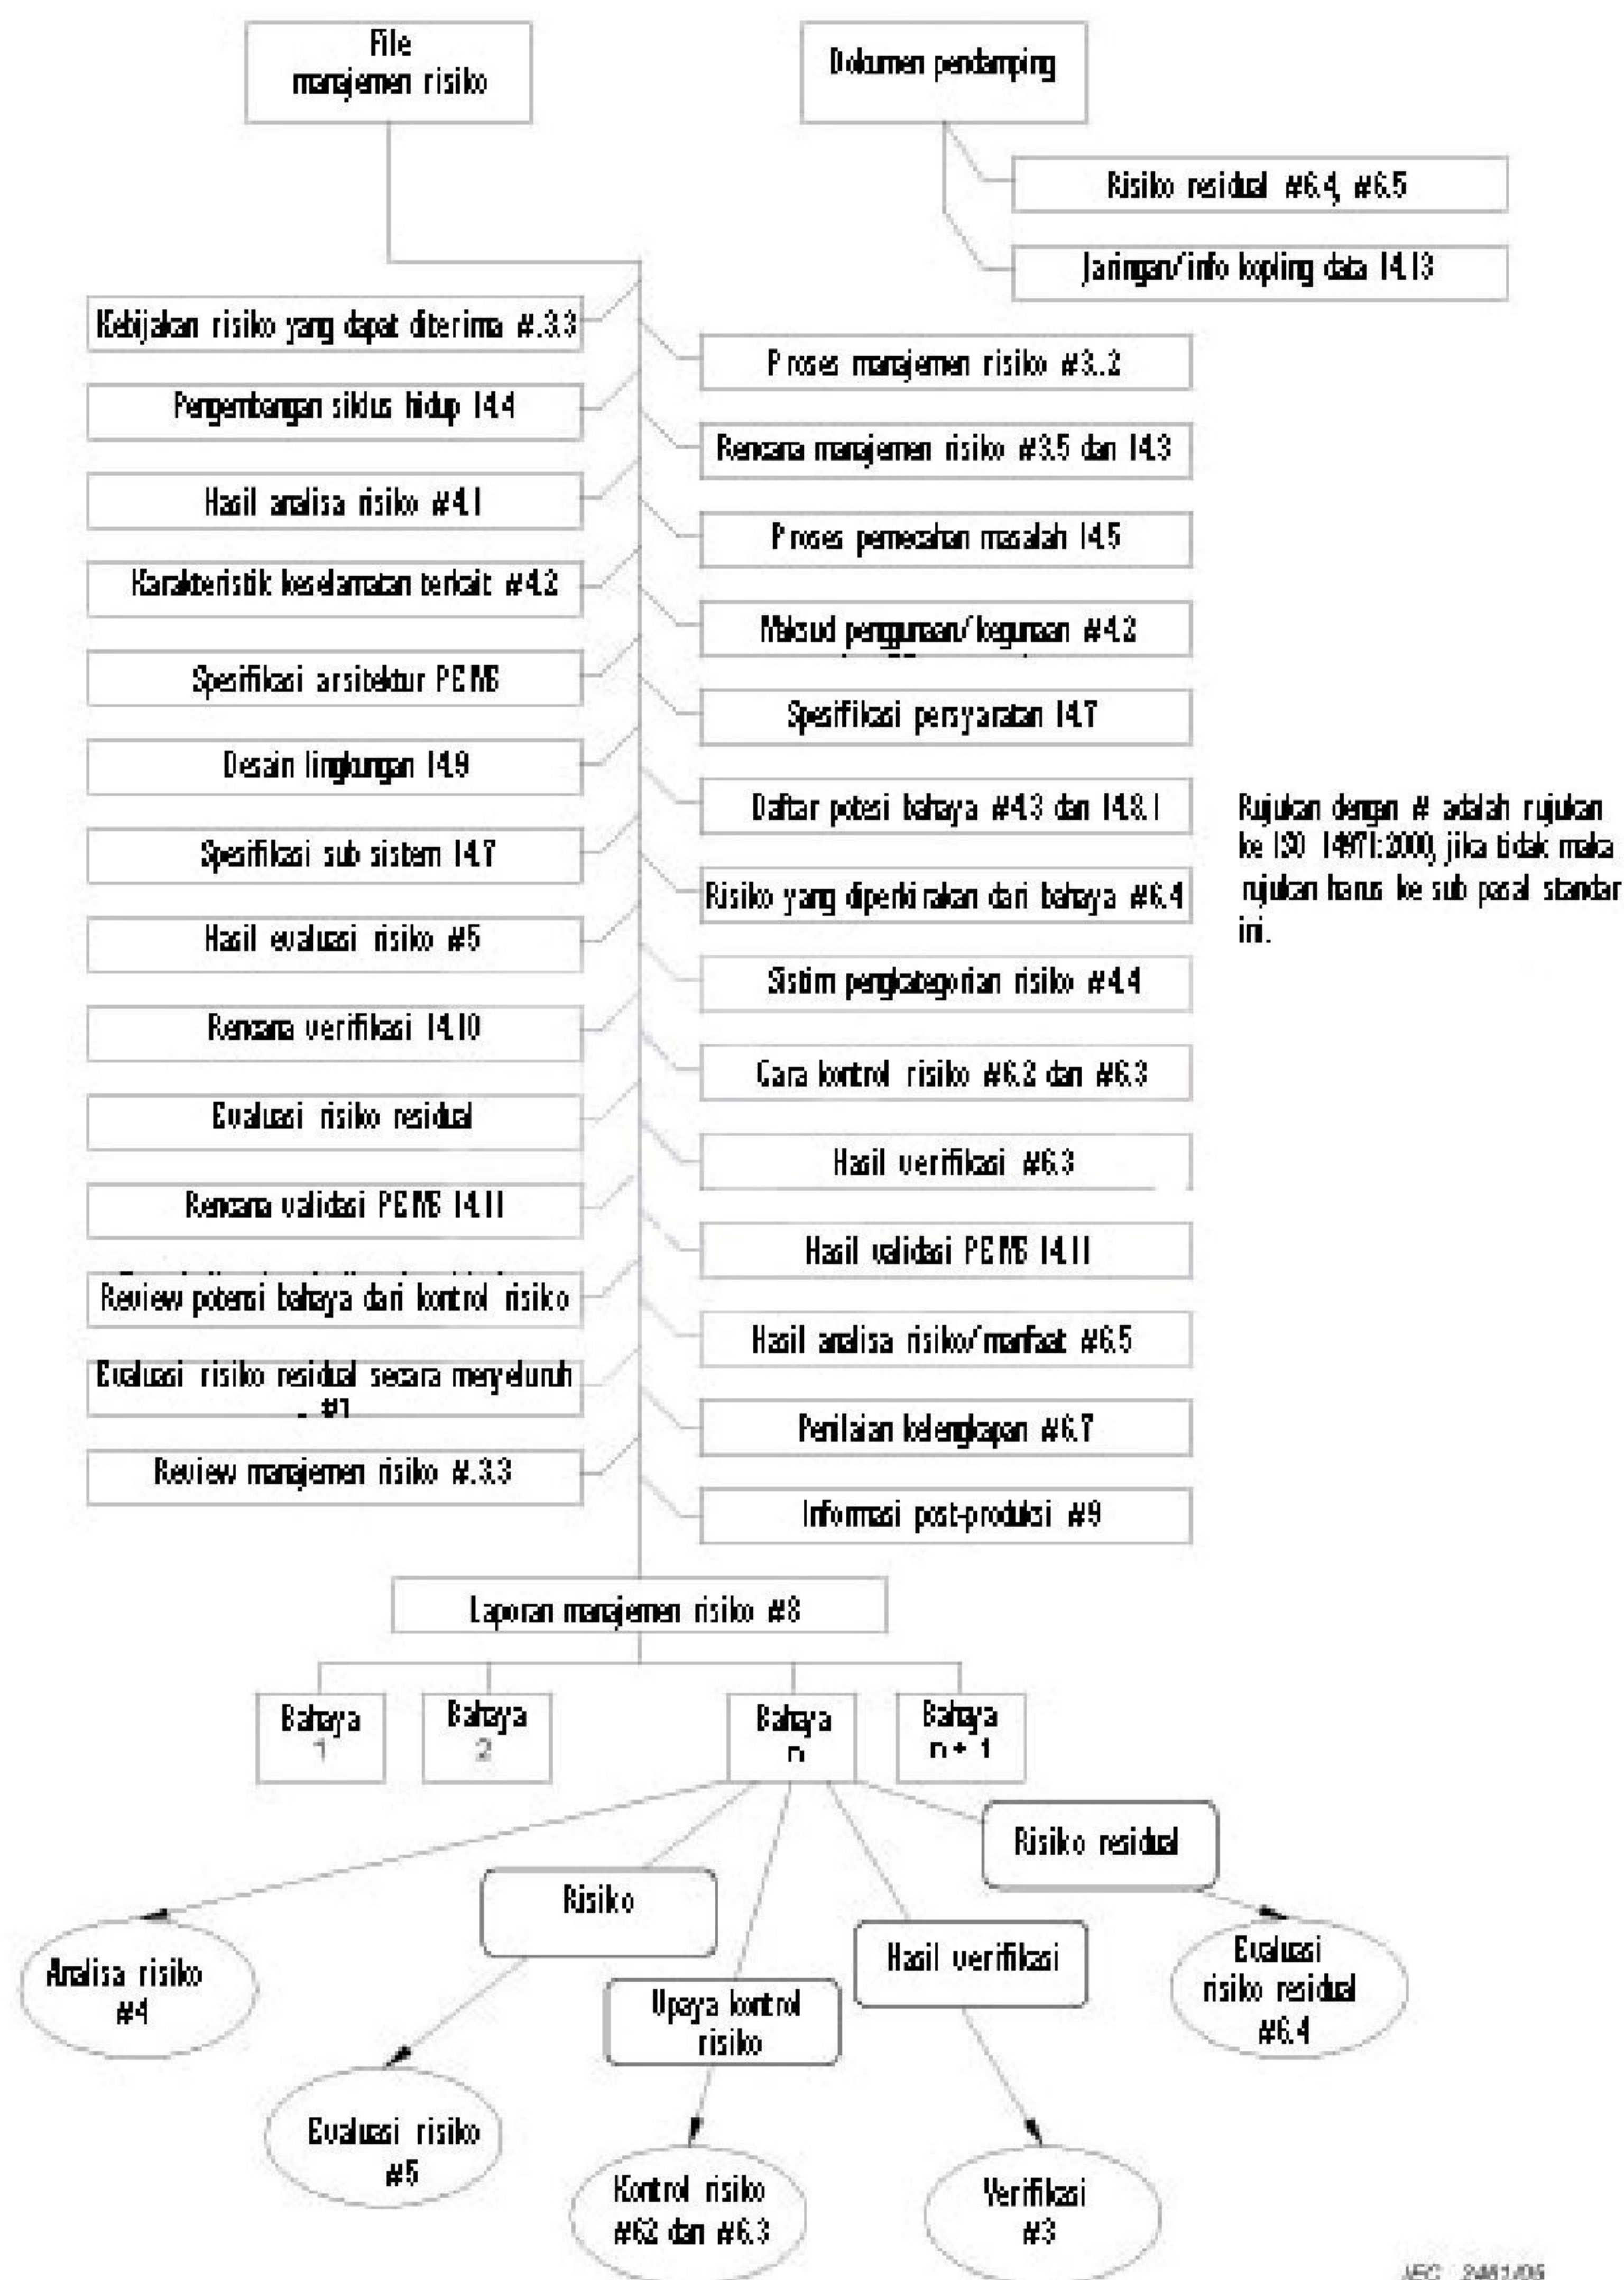 File
manajemen risiko
Dokumen pendamping
Risiko residual #6.4, #6.5
Jaringan/info kopling data 14.13
Kebijakan risiko yang dapat diterima #.3.3
Proses manajemen risiko #3..2
Pengembangan siklus hidup 14.4
Rencana manajemen risiko #3.5 dan 14.3
Hasil analisa risiko #4.1
Proses pemecahan masalah 14.5
Karakteristik keselamatan terkait #4.2
Maksud penggunaan/kegunaan #4.2
Spesifikasi arsitektur PEMS
Spesifikasi persyaratan 14.7
Desain lingkungan 14.9
Daftar potesi bahaya #4.3 dan 14.8.1
Spesifikasi sub sistem 14.7
Risiko yang diperkirakan dari bahaya #6.4
Hasil evaluasi risiko #5
Sistim pengkategorian risiko #4.4
Rencana verifikasi 14.10
Cara kontrol risiko #6.2 dan #6.3
Evaluasi risiko residual
Hasil verifikasi #6.3
Rencana validasi PEMS 14.11
Hasil validasi PEMS 14.11
Review potensi bahaya dari kontrol risiko
Hasil analisa risiko/manfaat #6.5
Evaluasi risiko residual secara menyeluruh
Penilaian kelengkapan #6.7
Review manajemen risiko #.3.3
Informasi post-produksi #9
Rujukan dengan # adalah rujukan
ke ISO 14971:2000, jika tidak maka
rujukan harus ke sub pasal standar
ini.
Laporan manajemen risiko #8
Bahaya
1
Bahaya
2
Bahaya
n
Bahaya
n + 1
Risiko residual
Risiko
Hasil verifikasi
Upaya kontrol
risiko
Analisa risiko
#4
Evaluasi
risiko residual
#6.4
Evaluasi risiko
#5
Kontrol risiko
#62 dan #6.3
Verifikasi
#3
IEC 2461/05